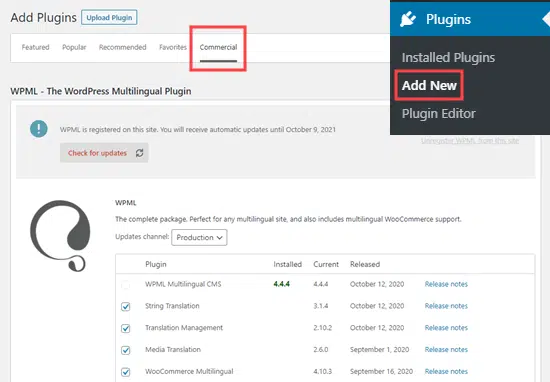 Add Plugins Upload Plugin
Plugins
Installed Plugins
Add New
Plugin Editor
Featured Popular Recommended Favorites Commercial
WPML - The WordPress Multilingual Plugin
WPML is registered on this site. You will receive automatic updates until October 9, 2021
Unregister WPML from this site
Check for updates
WPML
The complete package. Perfect for any multilingual site, and also includes multilingual WooCommerce support.
Updates channel: Production
Plugin Installed Current Released
WPML Multilingual CMS 4.4.4 4.4.4 October 12, 2020 Release notes
String Translation 3.1.4 October 12, 2020 Release notes
Translation Management 2.10.2 October 12, 2020 Release notes
Media Translation 2.6.0 September 1, 2020 Release notes
WooCommerce Multilingual 4.10.3 September 16, 2020 Release notes